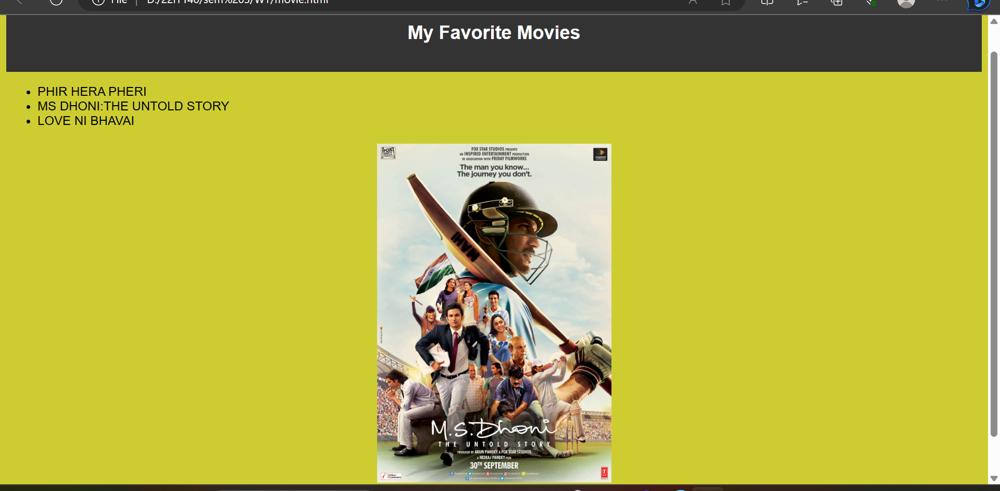 File
D:/22IT140/sem%205/WT/movie.html
My Favorite Movies
PHIR HERA PHERI
MS DHONI:THE UNTOLD STORY
LOVE NI BHAVAI
FOX
FOX STAR STUDIOS PRESENTS
AN INSPIRED ENTERTAINMENT PRODUCTION
IN ASSOCIATION WITH FRIDAY FILMWORKS
inspired
The man you know...
The journey you don't.
MAHI
M.S.Dhoni
THE UNTOLD STORY
PRODUCED BY ARUN PANDEY & FOX STAR STUDIOS
A NEERAJ PANDEY FILM
30TH SEPTEMBER